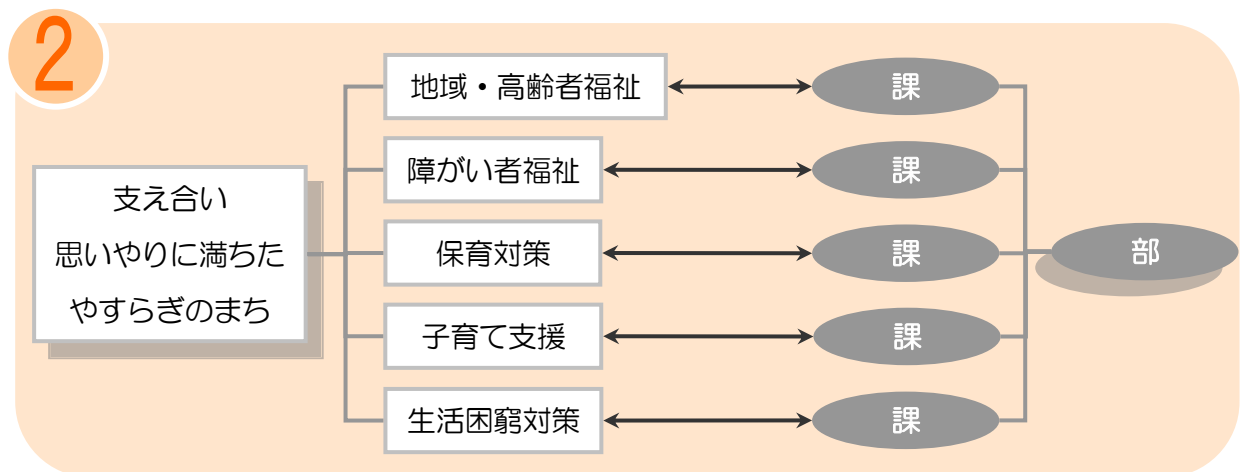 2
支え合い
思いやりに満ちた
やすらぎのまち
地域・高齢者福祉
課
障がい者福祉
課
保育対策
課
子育て支援
課
生活困窮対策
課
部